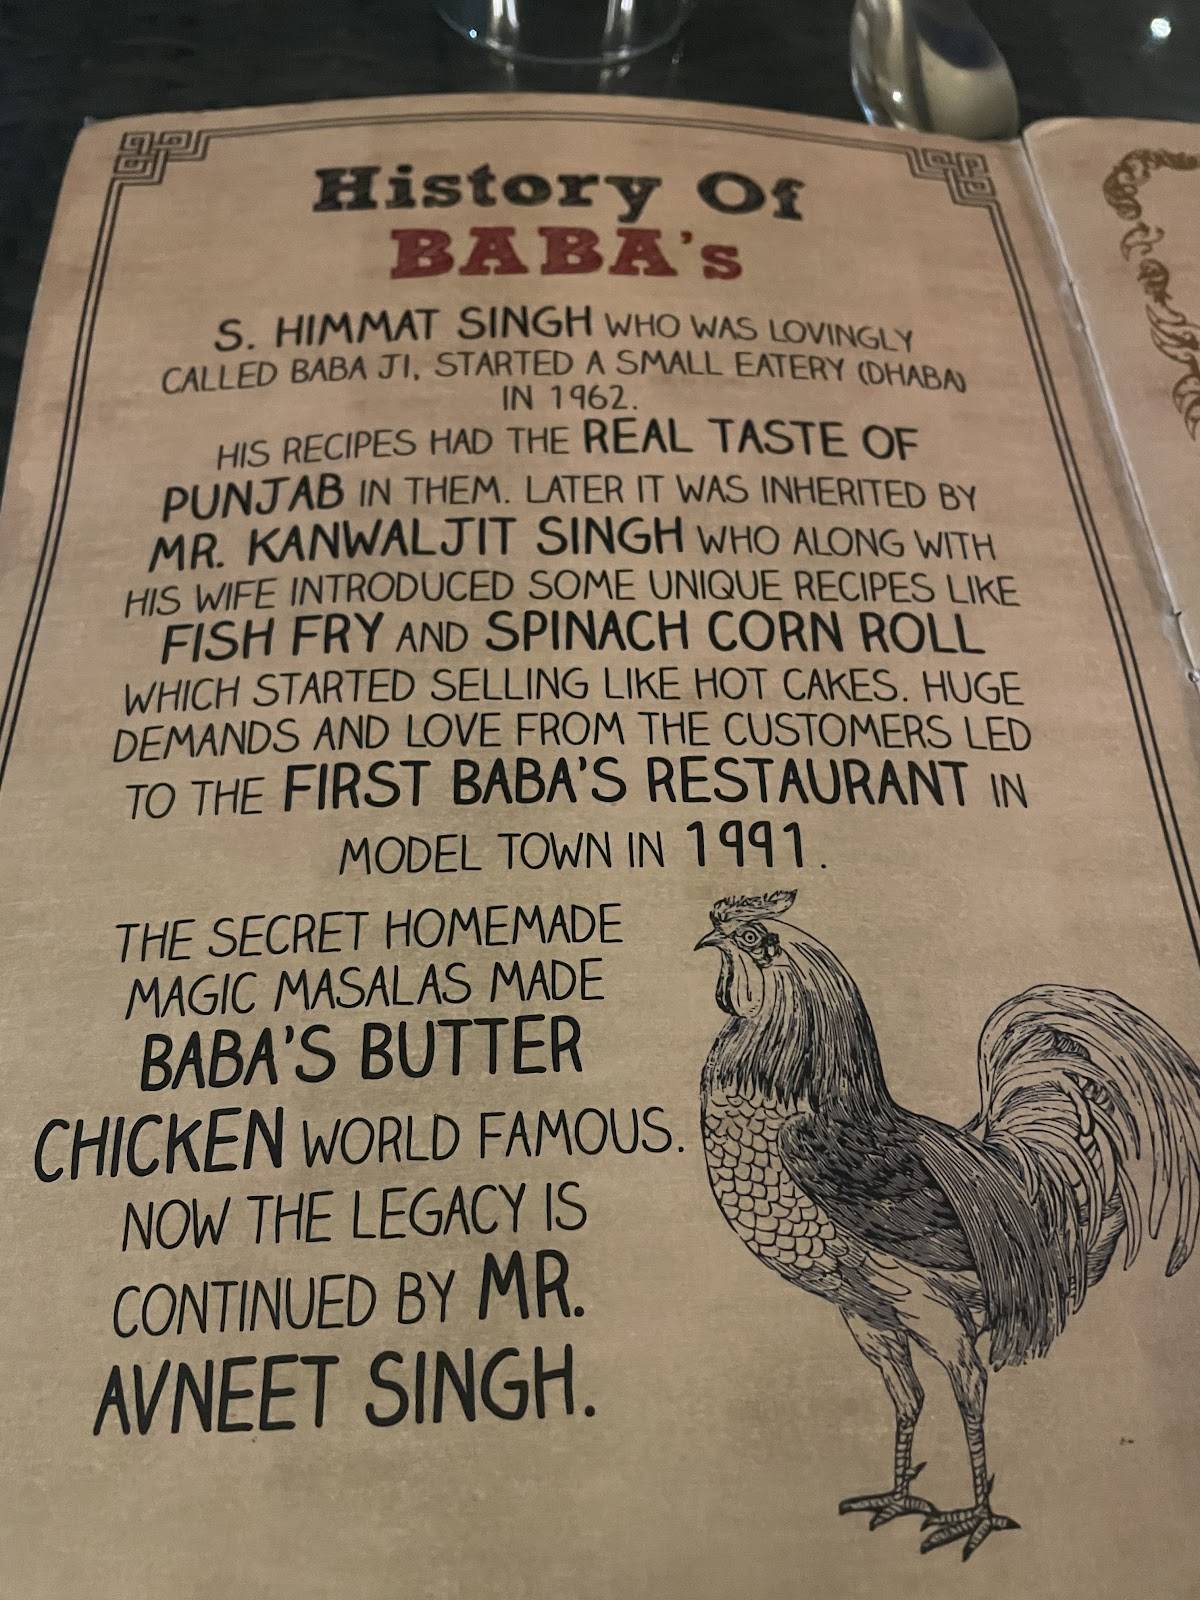 History Of
BABA's
S. HIMMAT SINGH WHO WAS LOVINGLY
CALLED BABA JI, STARTED A SMALL EATERY (DHABA)
IN 1962.
HIS RECIPES HAD THE REAL TASTE OF
PUNJAB IN THEM. LATER IT WAS INHERITED BY
MR. KANWALJIT SINGH WHO ALONG WITH
HIS WIFE INTRODUCED SOME UNIQUE RECIPES LIKE
FISH FRY AND SPINACH CORN ROLL
WHICH STARTED SELLING LIKE HOT CAKES. HUGE
DEMANDS AND LOVE FROM THE CUSTOMERS LED
TO THE FIRST BABA'S RESTAURANT IN
MODEL TOWN IN 1991.
THE SECRET HOMEMADE
MAGIC MASALAS MADE
BABA'S BUTTER
CHICKEN WORLD FAMOUS.
NOW THE LEGACY IS
CONTINUED BY MR.
AVNEET SINGH.